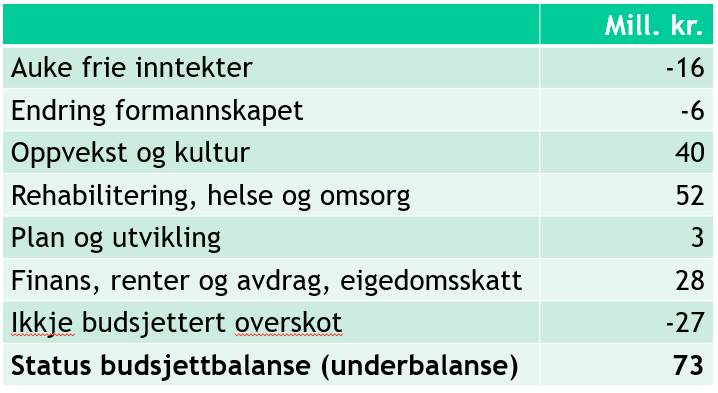 Mill. kr.
Auke frie inntekter -16
Endring formannskapet -6
Oppvekst og kultur 40
Rehabilitering, helse og omsorg 52
Plan og utvikling 3
Finans, renter og avdrag, eigedomsskatt 28
Ikkje budsjettert overskot -27
Status budsjettbalanse (underbalanse) 73